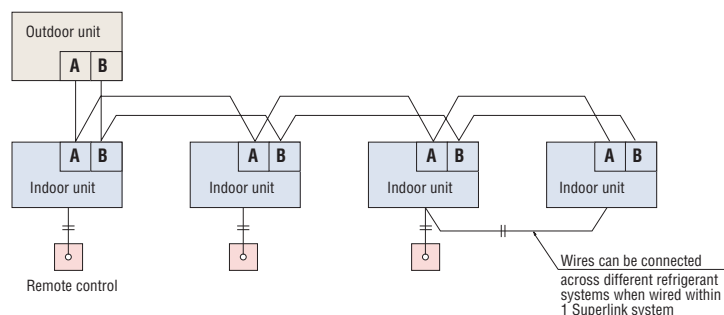 Outdoor unit
A B
A B
A B
A B
A B
Indoor unit
Indoor unit
Indoor unit
Indoor unit
Remote control
Wires can be connected
across different refrigerant
systems when wired within
1 Superlink system